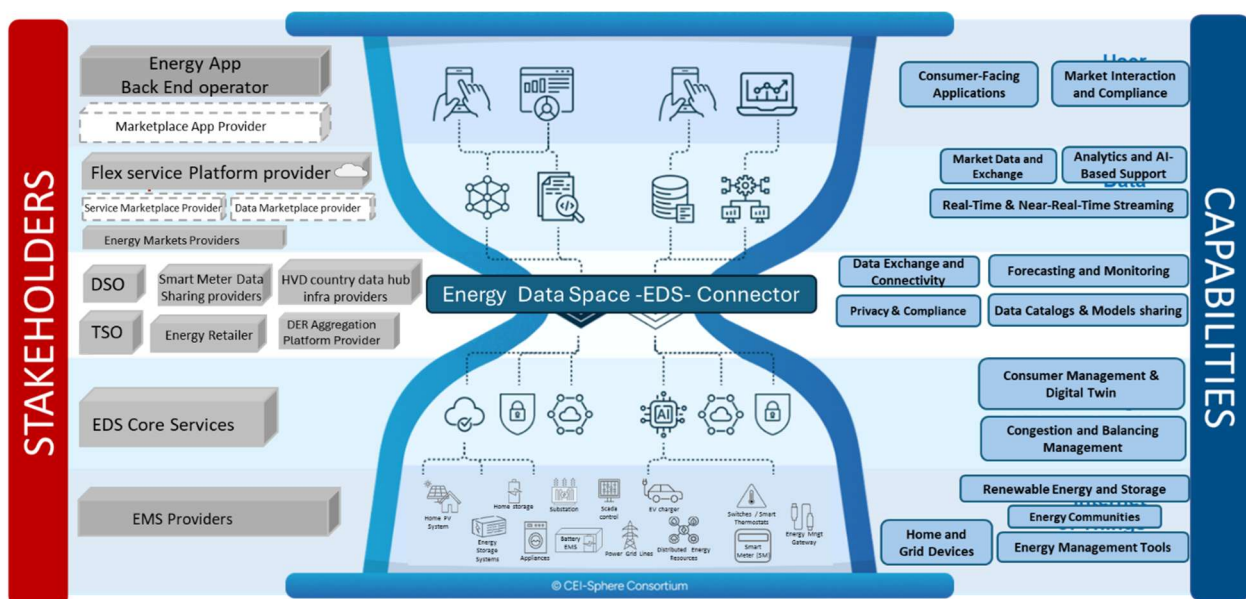 STAKEHOLDERS
Energy App
Back End operator
Marketplace App Provider
Flex service Platform provider
Service Marketplace Provider
Data Marketplace provider
Energy Markets Providers
DSO
Smart Meter Data
Sharing providers
HVD country data hub
infra providers
TSO
Energy Retailer
DER Aggregation
Platform Provider
EDS Core Services
EMS Providers
Energy Data Space -EDS- Connector
AI
Home PV
System
Home storage
Energy
Storage
Systems
Substation
Appliances
Battery
EMS
Scada
control
Power Grid Lines
EV charger
Distributed Energy
Resources
Switches / Smart
Thermostats
Smart
Meter (SM)
Energy Mngt
Gateway
© CEI-Sphere Consortium
User
Consumer-Facing
Applications
Market Interaction
and Compliance
Market Data and
Exchange
Analytics and AI-
Based Support
Data
Real-Time & Near-Real-Time Streaming
Data Exchange and
Connectivity
Forecasting and Monitoring
Privacy & Compliance
Data Catalogs & Models sharing
Consumer Management &
Digital Twin
Congestion and Balancing
Management
Renewable Energy and Storage
Energy Communities
Home and
Grid Devices
Energy Management Tools
CAPABILITIES